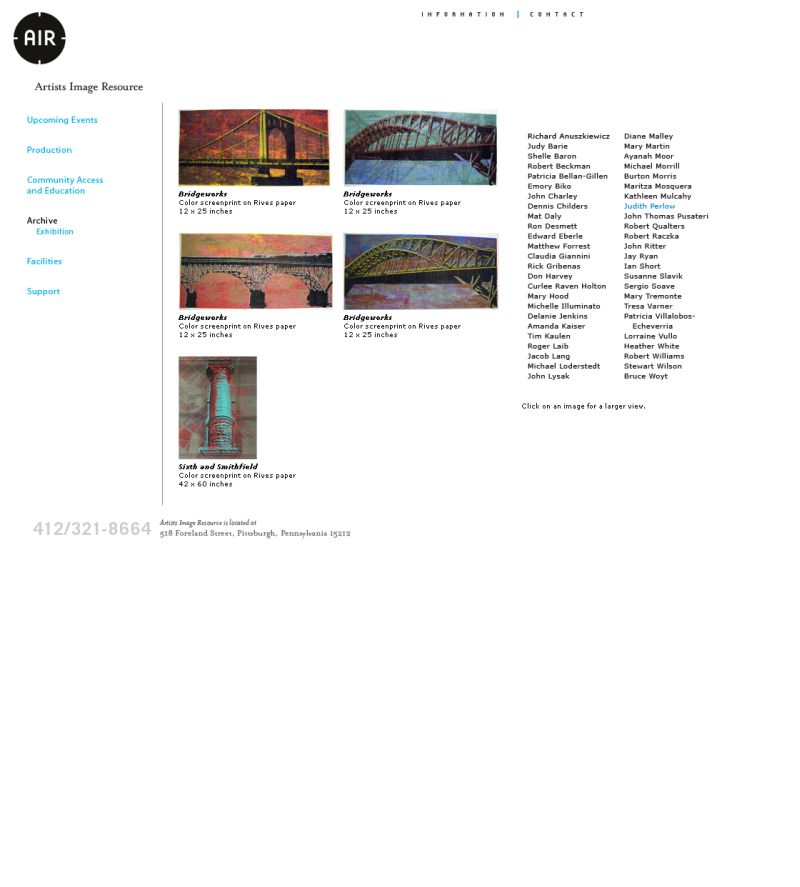 INFORMATION | CONTACT
AIR
Artists Image Resource
Upcoming Events
Production
Community Access
and Education
Archive
Exhibition
Facilities
Support
Bridgeworks
Color screenprint on Rives paper
12 x 25 inches
Bridgeworks
Color screenprint on Rives paper
12 x 25 inches
Bridgeworks
Color screenprint on Rives paper
12 x 25 inches
Bridgeworks
Color screenprint on Rives paper
12 x 25 inches
Sixth and Smithfield
Color screenprint on Rives paper
42 x 60 inches
Richard Anuszkiewicz
Judy Barie
Shelle Baron
Robert Beckman
Patricia Bellan-Gillen
Emory Biko
John Charley
Dennis Childers
Mat Daly
Ron Desmett
Edward Eberle
Matthew Forrest
Claudia Giannini
Rick Gribenas
Don Harvey
Curlee Raven Holton
Mary Hood
Michelle Illuminato
Delanie Jenkins
Amanda Kaiser
Tim Kaulen
Roger Laib
Jacob Lang
Michael Loderstedt
John Lysak
Diane Malley
Mary Martin
Ayanah Moor
Michael Morrill
Burton Morris
Maritza Mosquera
Kathleen Mulcahy
Judith Perlow
John Thomas Pusateri
Robert Qualters
Robert Raczka
John Ritter
Jay Ryan
Ian Short
Susanne Slavik
Sergio Soave
Mary Tremonte
Tresa Varner
Patricia Villalobos-
Echeverria
Lorraine Vullo
Heather White
Robert Williams
Stewart Wilson
Bruce Woyt
Click on an image for a larger view.
412/321-8664
Artists Image Resource is located at
518 Foreland Street, Pittsburgh, Pennsylvania 15212